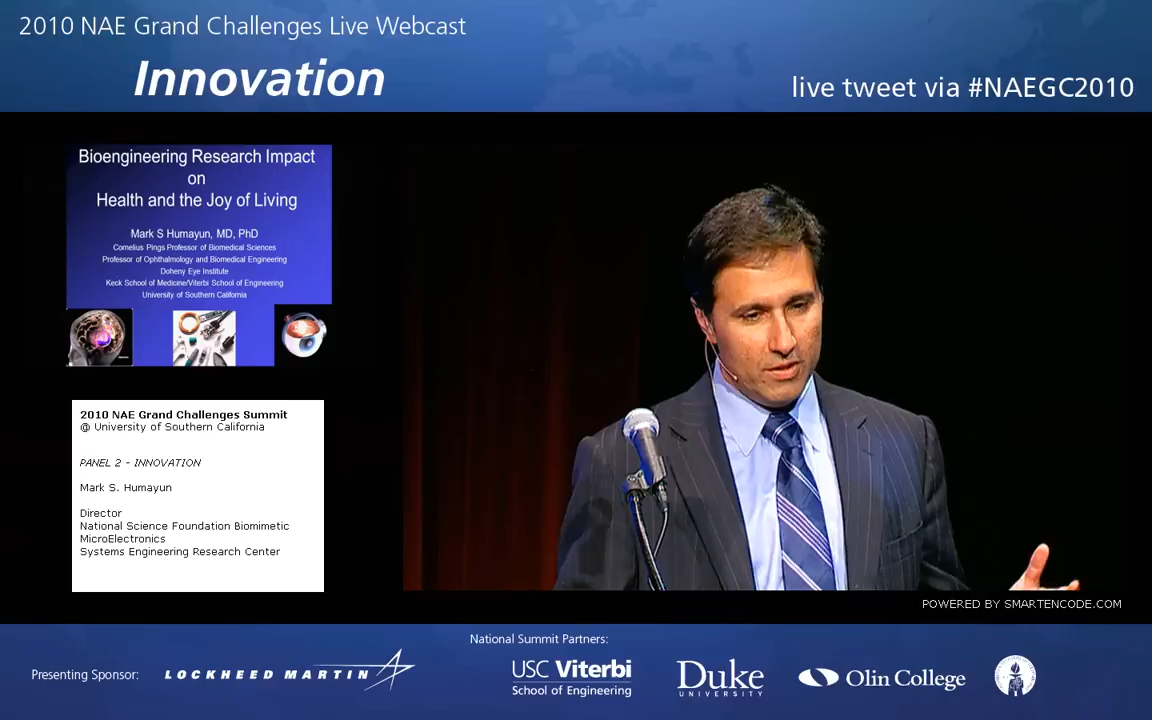 2010 NAE Grand Challenges Live Webcast
Innovation
live tweet via #NAEGC2010
Bioengineering Research Impact
on
Health and the Joy of Living
Mark S Humayun, MD, PhD
Cornelius Pings Professor of Biomedical Sciences
Professor of Ophthalmology and Biomedical Engineering
Doheny Eye Institute
Keck School of Medicine/Viterbi School of Engineering
University of Southern California
2010 NAE Grand Challenges Summit
@ University of Southern California
PANEL 2 - INNOVATION
Mark S. Humayun
Director
National Science Foundation Biomimetic
MicroElectronics
Systems Engineering Research Center
POWERED BY SMARTENCODE.COM
National Summit Partners:
Presenting Sponsor:
LOCKHEED MARTIN
USC Viterbi
School of Engineering
Duke
UNIVERSITY
Olin College